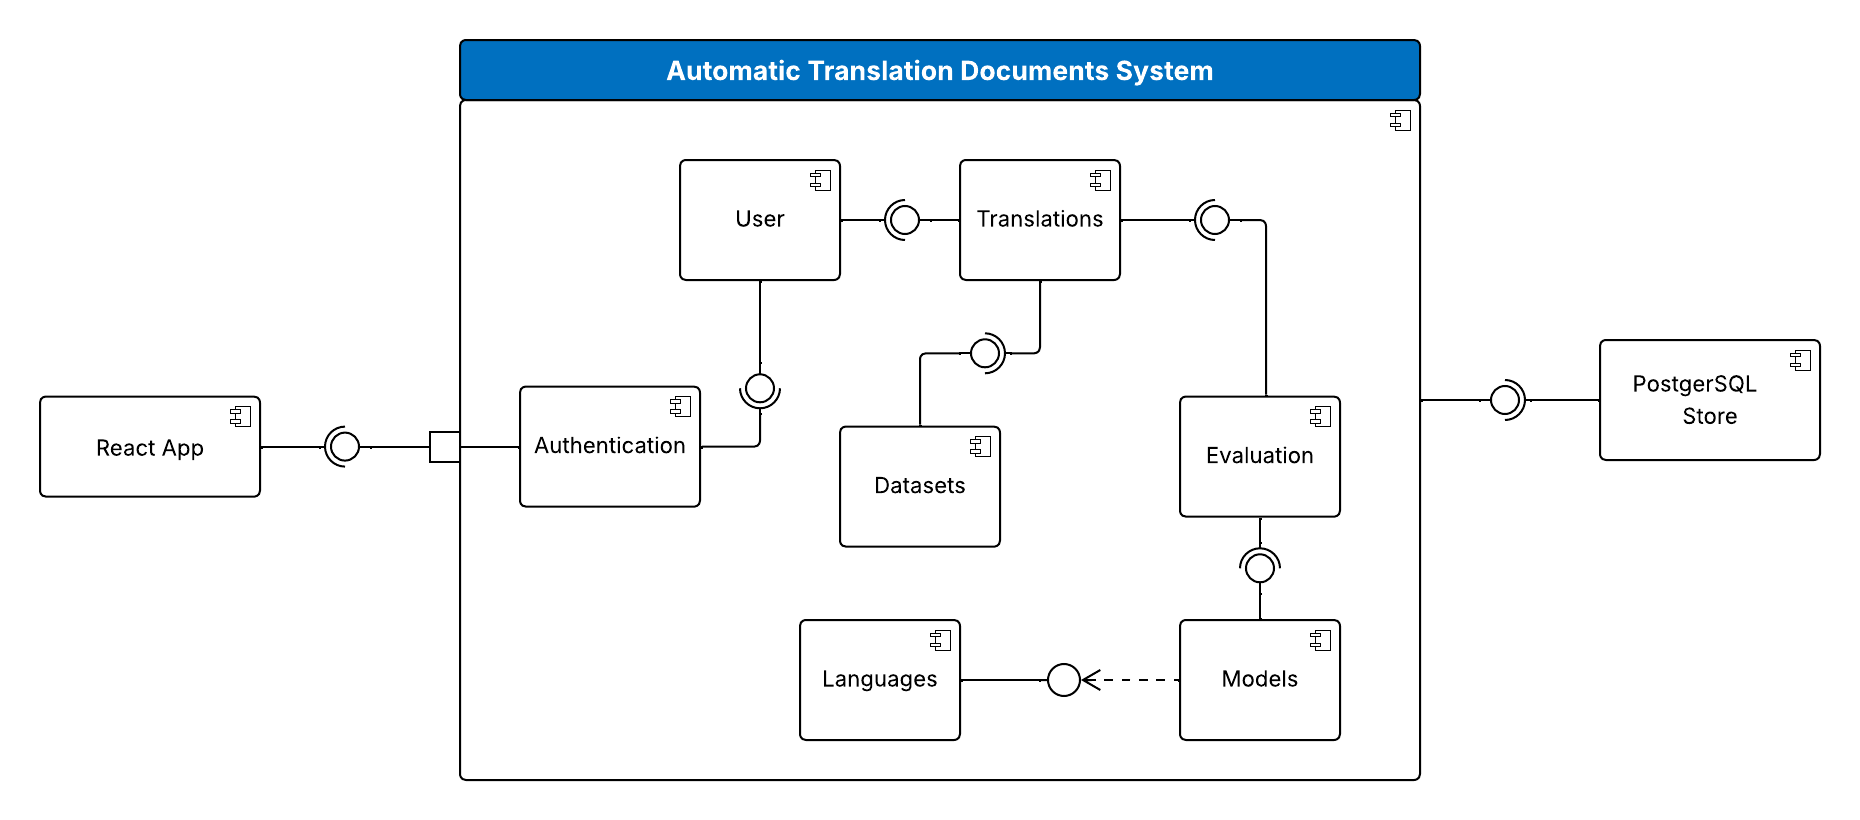 Automatic Translation Documents System
User
Translations
React App
Authentication
Datasets
Evaluation
PostgerSQL
Store
Languages
Models